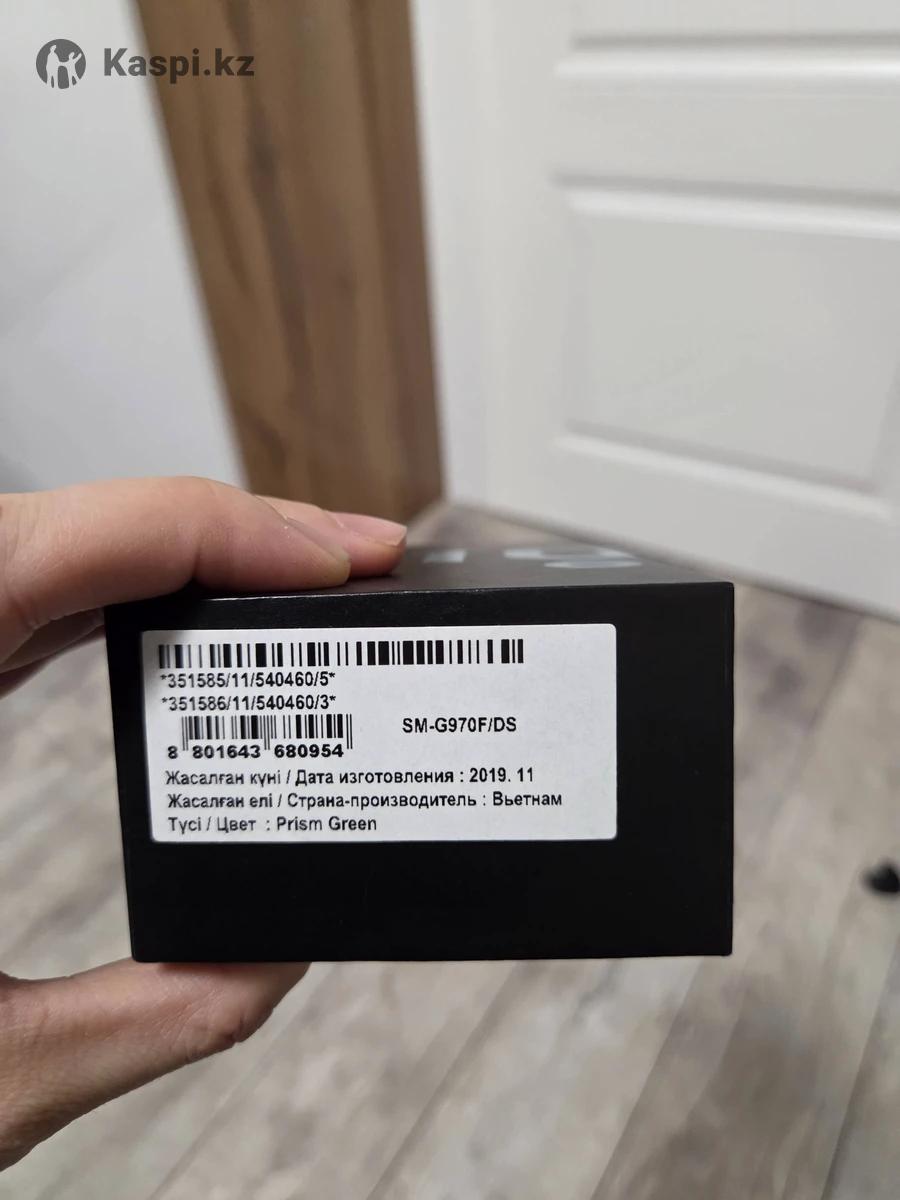 Kaspi.kz
*351585/11/540460/5*
*351586/11/540460/3*
SM-G970F/DS
8 801643 680954
Жасалған күні / Дата изготовления : 2019. 11
Жасалған елі / Страна-производитель : Вьетнам
Түсі / Цвет : Prism Green